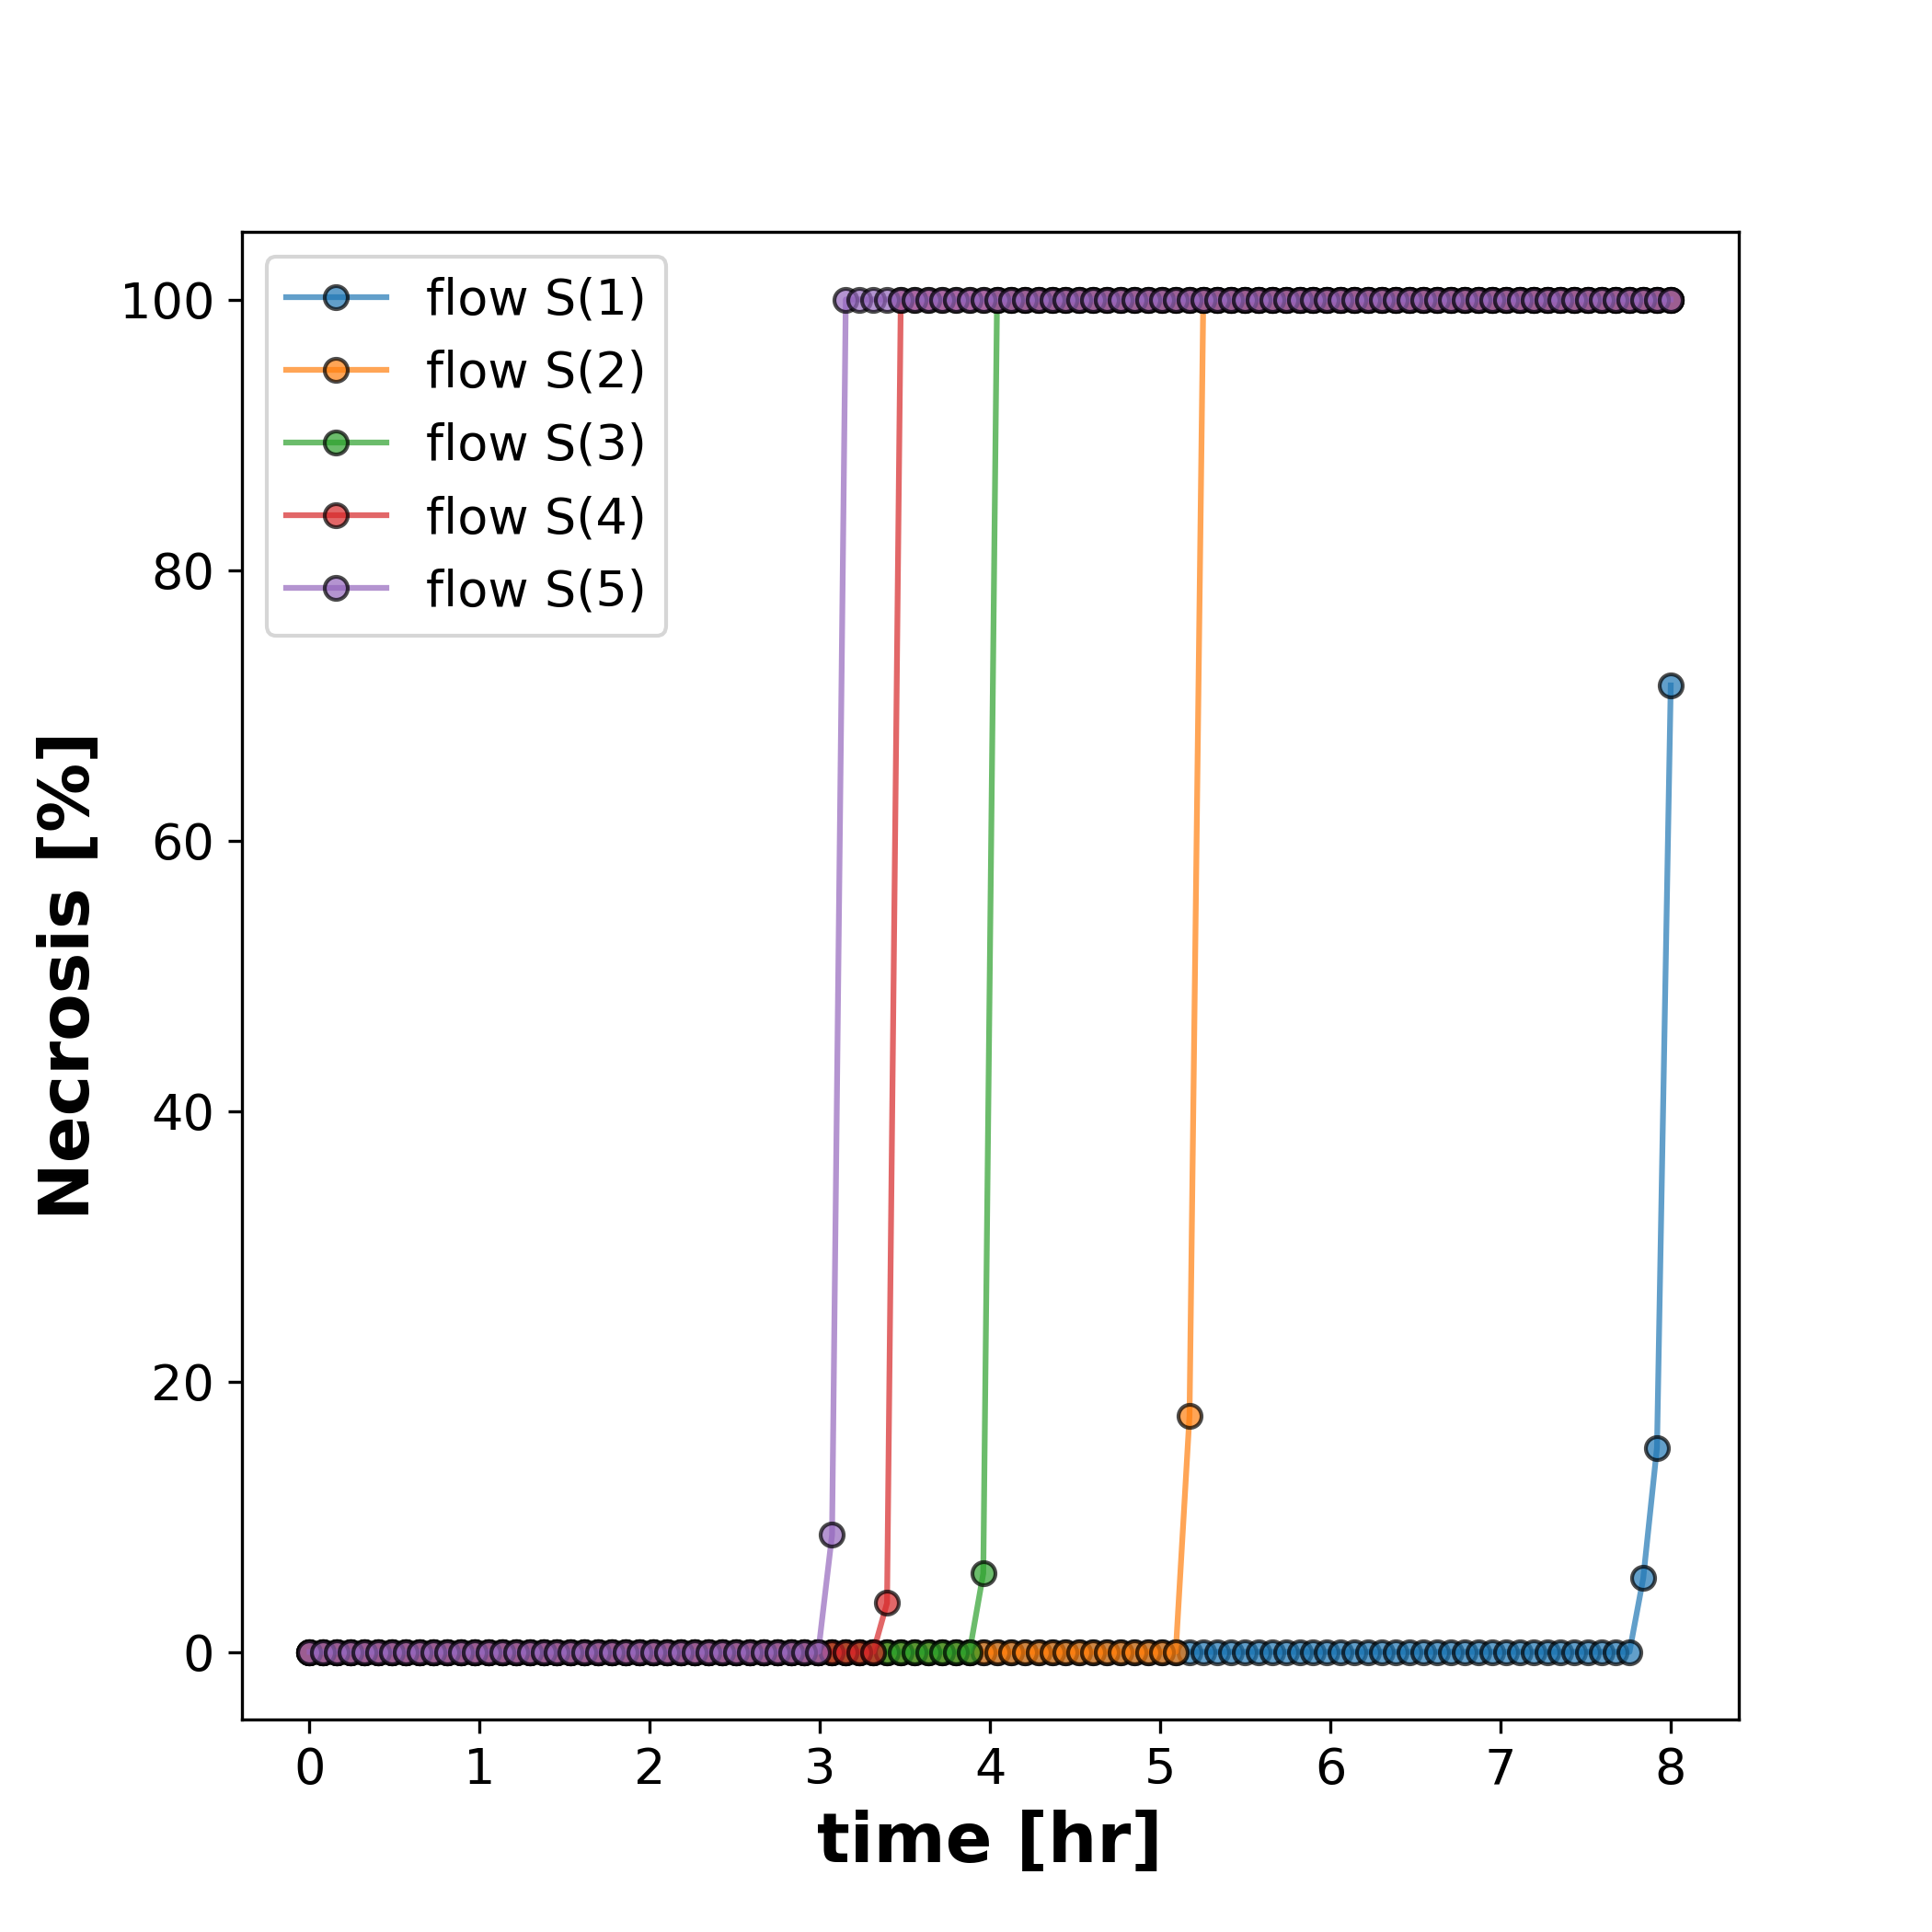 flow S(1)
flow S(2)
flow S(3)
flow S(4)
flow S(5)
100
80
60
40
20
0
Necrosis [%]
0 1 2 3 4 5 6 7 8
time [hr]